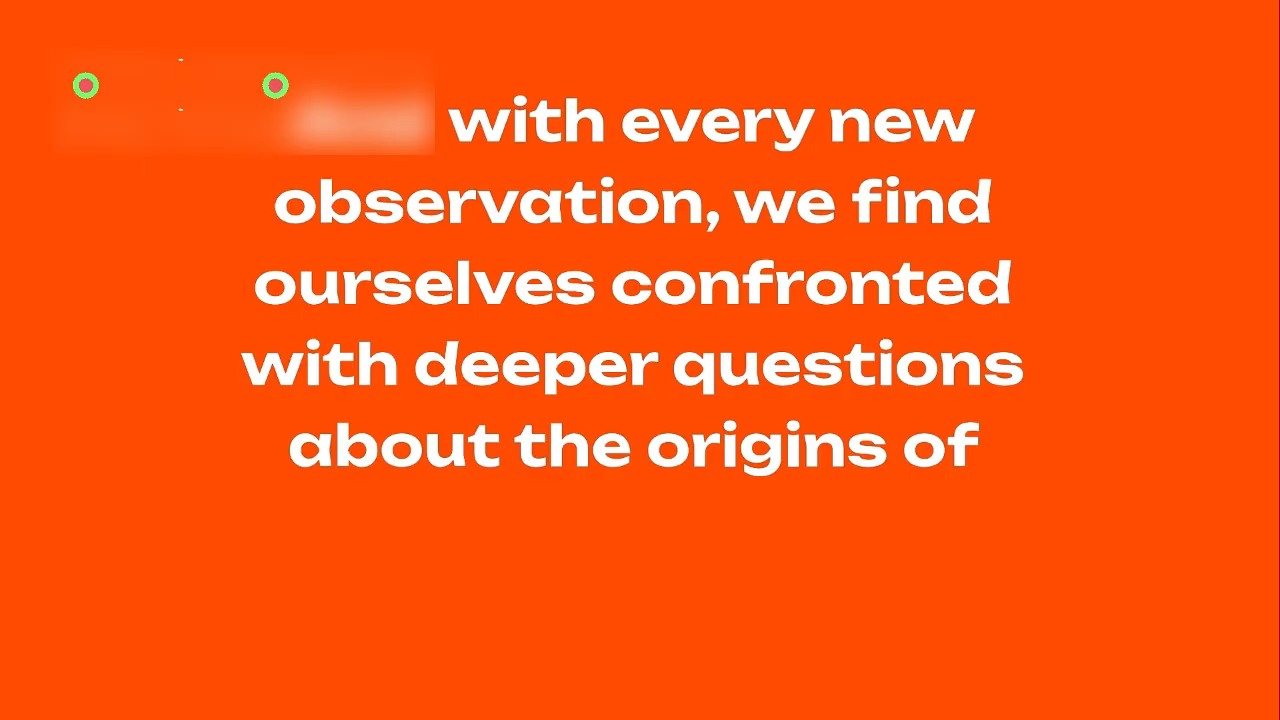 with every new
observation, we find
ourselves confronted
with deeper questions
about the origins of